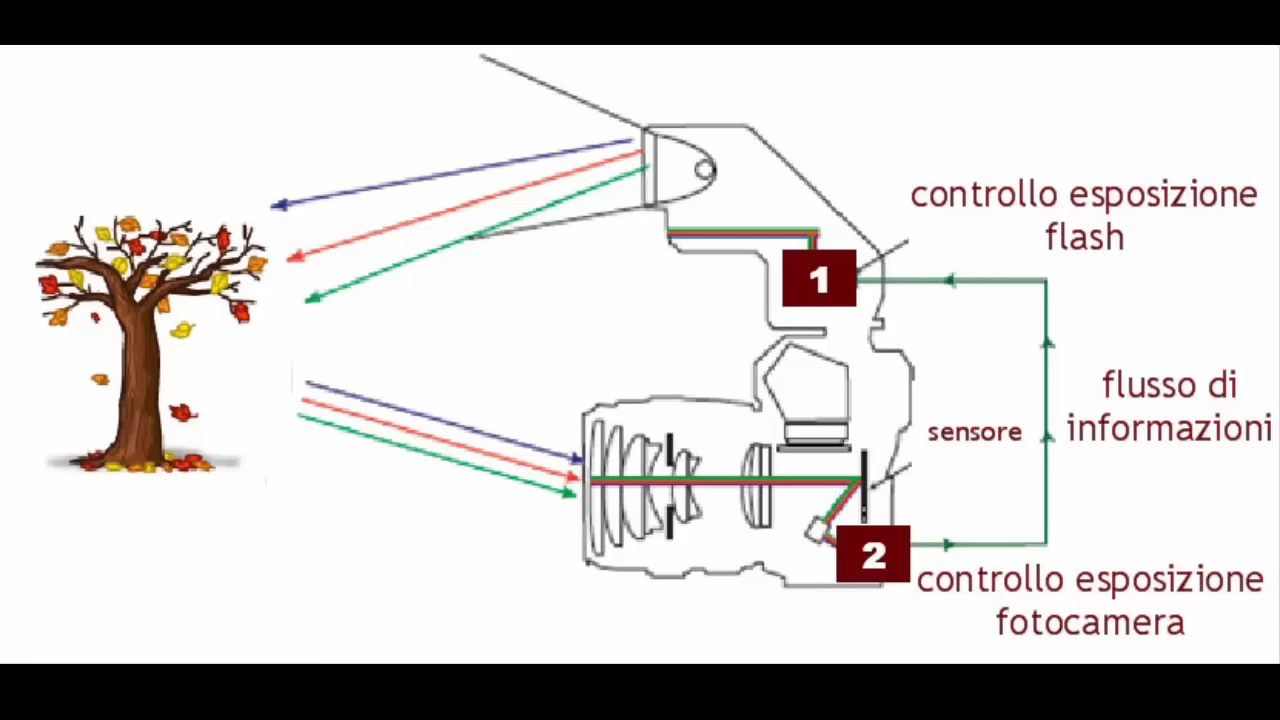 controllo esposizione
flash
1
flusso di
informazioni
sensore
2
controllo esposizione
fotocamera